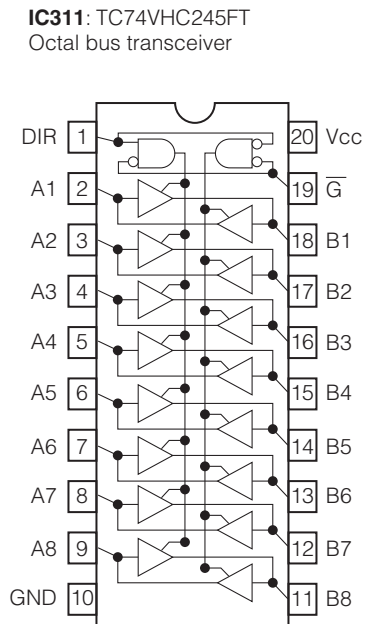 IC311: TC74VHC245FT
Octal bus transceiver
DIR 1 20 Vcc
A1 2 19 G̅
A2 3 18 B1
A3 4 17 B2
A4 5 16 B3
A5 6 15 B4
A6 7 14 B5
A7 8 13 B6
A8 9 12 B7
GND 10 11 B8